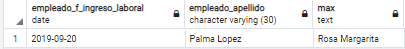 empleado_f_ingreso_laboral empleado_apellido max
date character varying (30) text
1 2019-09-20 Palma Lopez Rosa Margarita